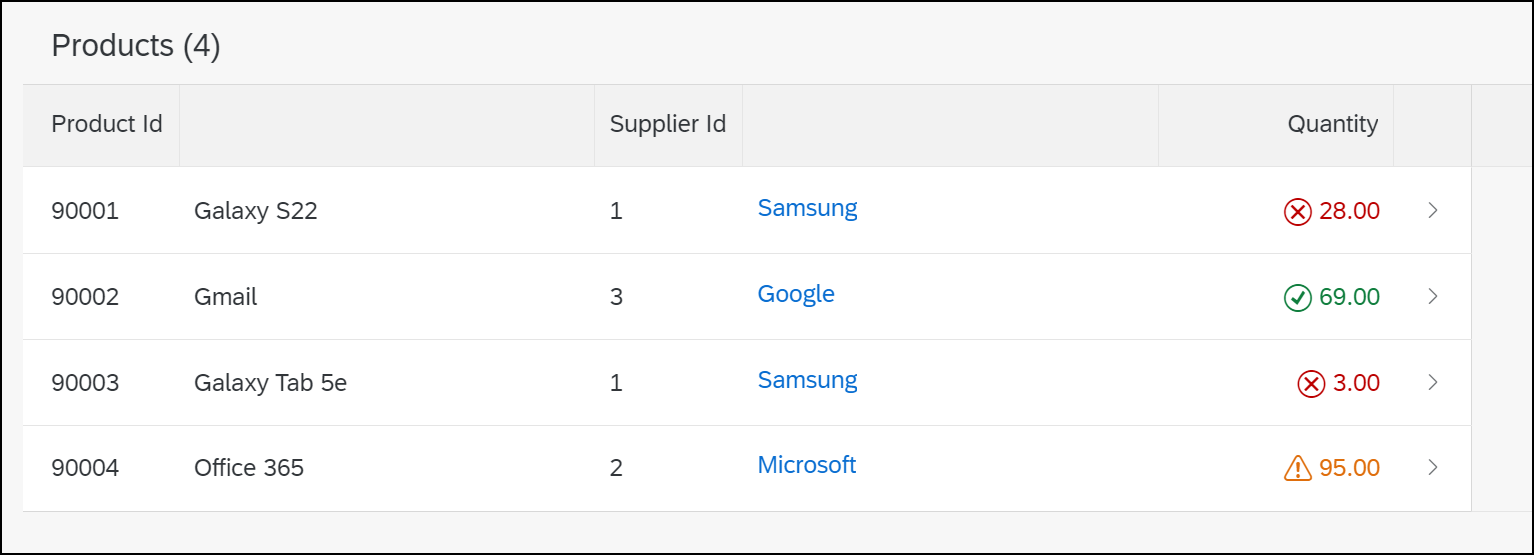 Products (4)
Product Id Supplier Id Quantity
90001 Galaxy S22 1 Samsung 28.00
90002 Gmail 3 Google 69.00
90003 Galaxy Tab 5e 1 Samsung 3.00
90004 Office 365 2 Microsoft 95.00